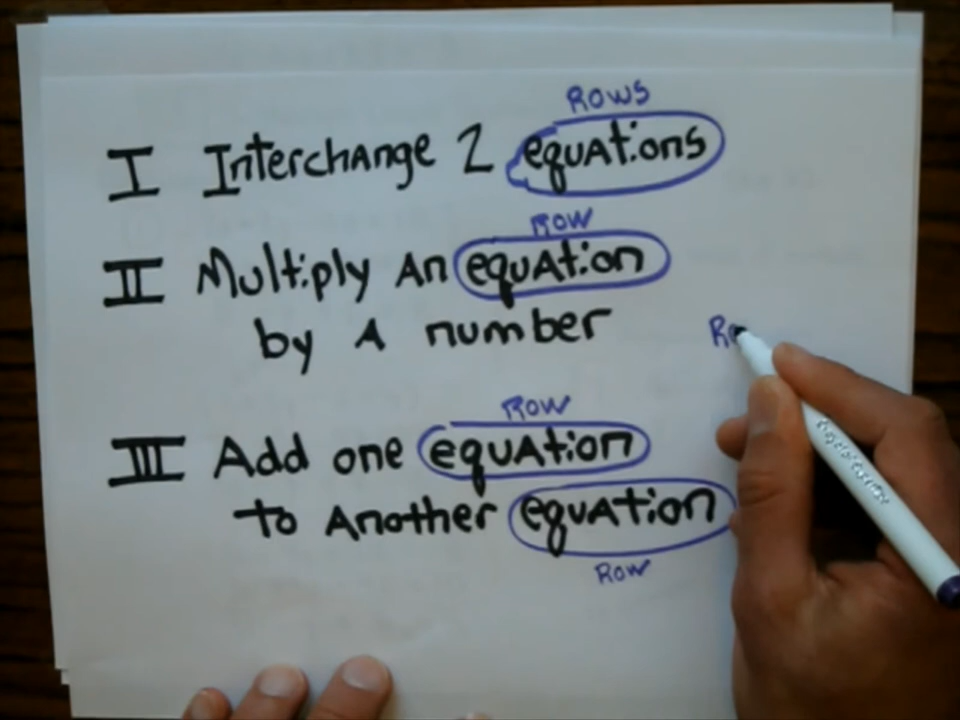 ROWS
I Interchange 2 equations
ROW
II Multiply An equation
by A number
Ro
ROW
III Add one equation
to Another equation
Row